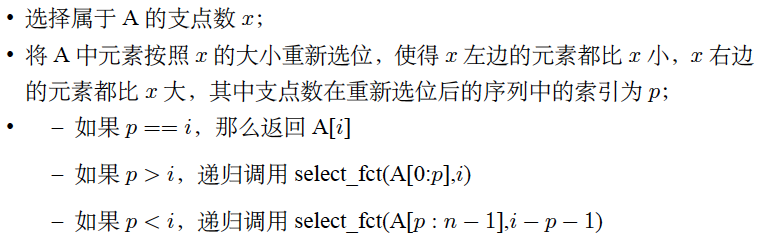 • 选择属于 A 的支点数 x；
• 将 A 中元素按照 x 的大小重新选位，使得 x 左边的元素都比 x 小，x 右边
的元素都比 x 大，其中支点数在重新选位后的序列中的索引为 p；
• – 如果 p == i，那么返回 A[i]
– 如果 p > i，递归调用 select_fct(A[0:p],i)
– 如果 p < i，递归调用 select_fct(A[p : n − 1],i − p − 1)